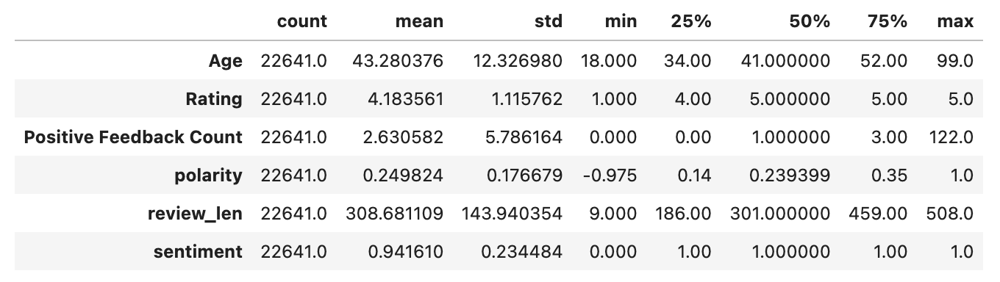 count mean std min 25% 50% 75% max
Age 22641.0 43.280376 12.326980 18.000 34.00 41.000000 52.00 99.0
Rating 22641.0 4.183561 1.115762 1.000 4.00 5.000000 5.00 5.0
Positive Feedback Count 22641.0 2.630582 5.786164 0.000 0.00 1.000000 3.00 122.0
polarity 22641.0 0.249824 0.176679 -0.975 0.14 0.239399 0.35 1.0
review_len 22641.0 308.681109 143.940354 9.000 186.00 301.000000 459.00 508.0
sentiment 22641.0 0.941610 0.234484 0.000 1.00 1.000000 1.00 1.0